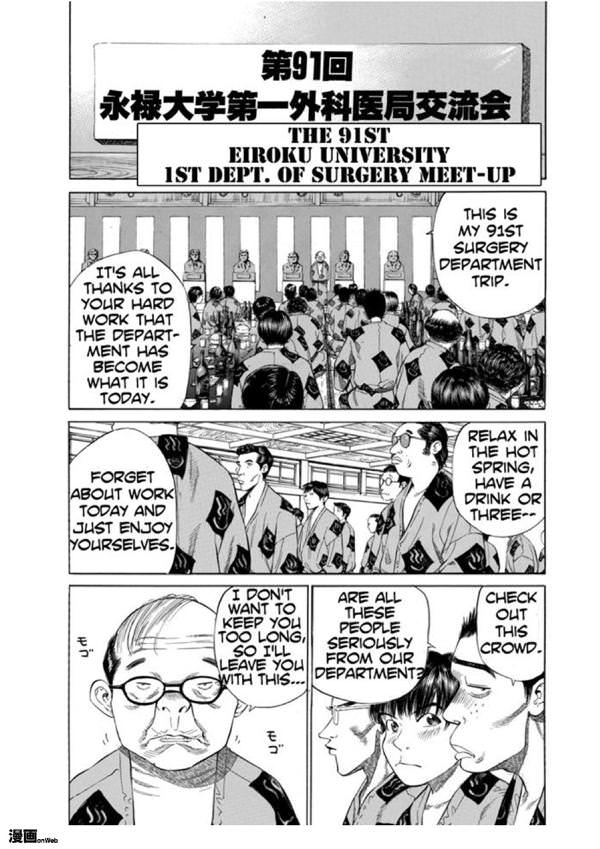 第91回
永禄大学第一外科医局交流会
THE 91ST
EIROKU UNIVERSITY
1ST DEPT. OF SURGERY MEET-UP
THIS IS
MY 91ST
SURGERY
DEPARTMENT
TRIP.
IT'S ALL
THANKS TO
YOUR HARD
WORK THAT
THE DEPART-
MENT HAS
BECOME
WHAT IT IS
TODAY.
RELAX IN
THE HOT
SPRING,
HAVE A
DRINK OR
THREE--
FORGET
ABOUT WORK
TODAY AND
JUST ENJOY
YOURSELVES.
CHECK
OUT
THIS
CROWD.
ARE ALL
THESE
PEOPLE
SERIOUSLY
FROM OUR
DEPARTMENT?
I DON'T
WANT TO
KEEP YOU
TOO LONG,
SO I'LL
LEAVE YOU
WITH THIS...
モゴ
モゴ
漫画onWeb